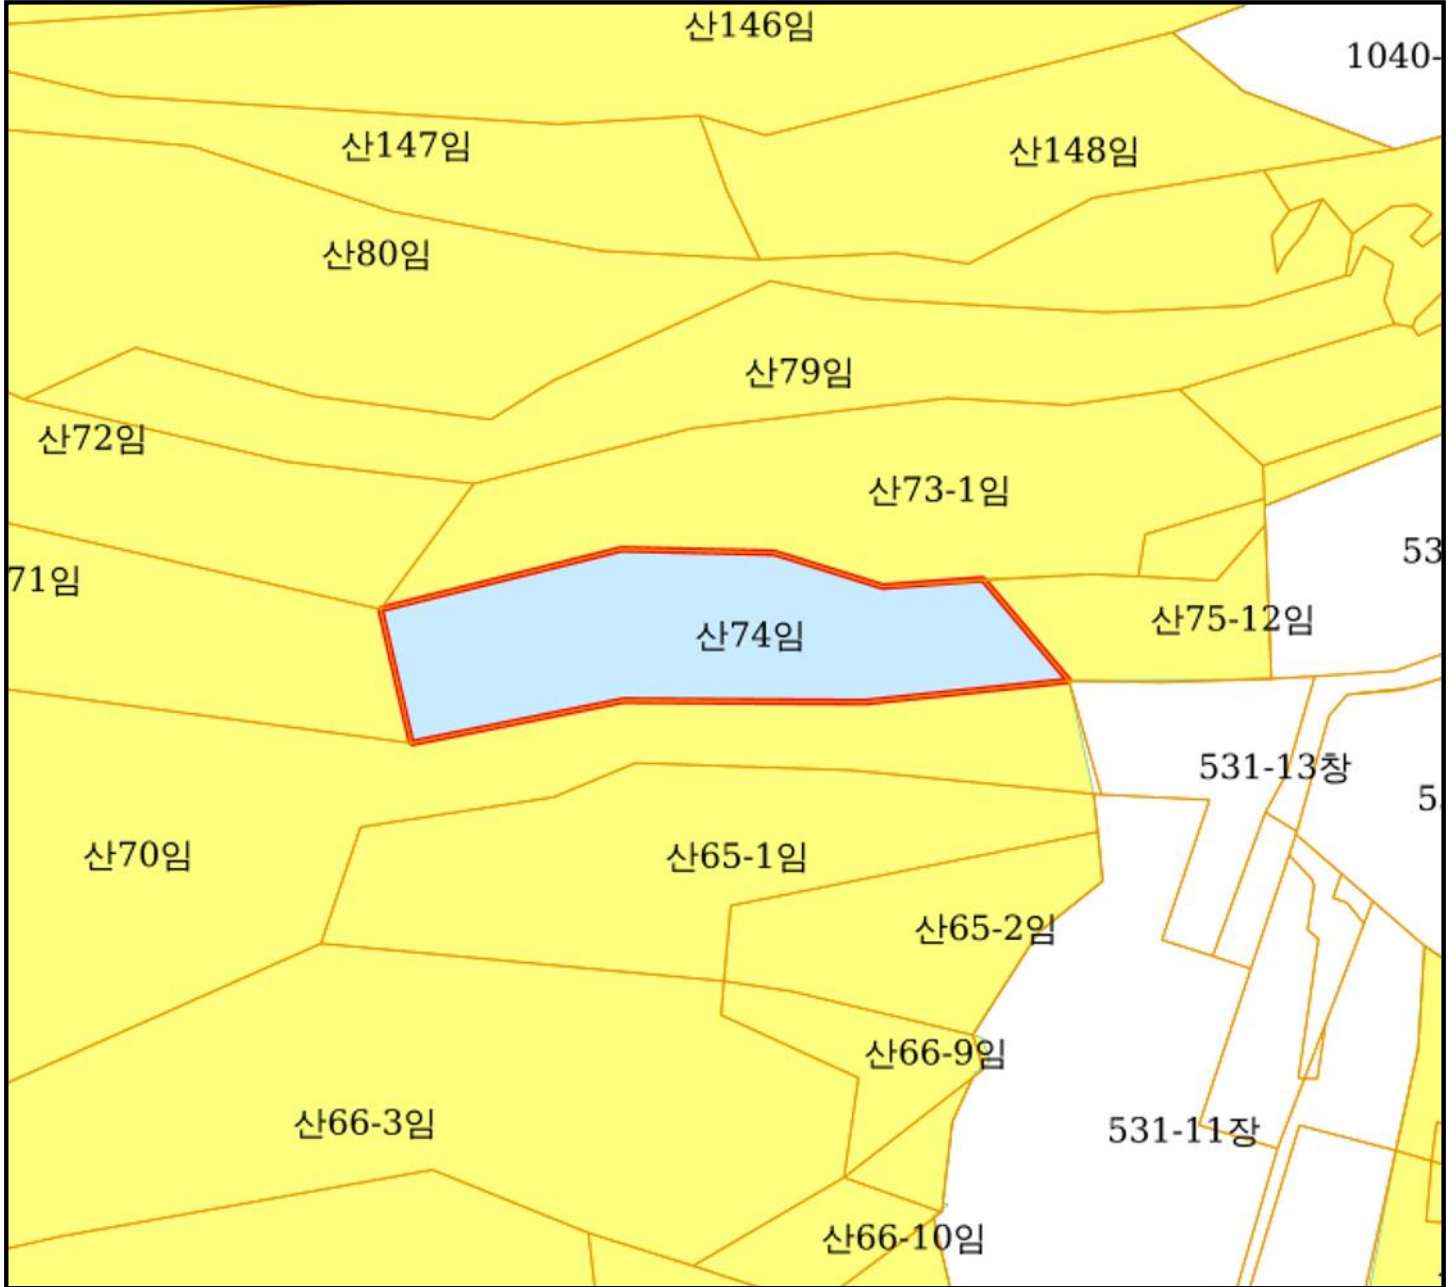 산146임
1040-
산147임
산148임
산80임
산79임
산72임
산73-1임
53
71임
산75-12임
산74임
531-13창
5
산70임
산65-1임
산65-2임
산66-9임
산66-3임
531-11장
산66-10임